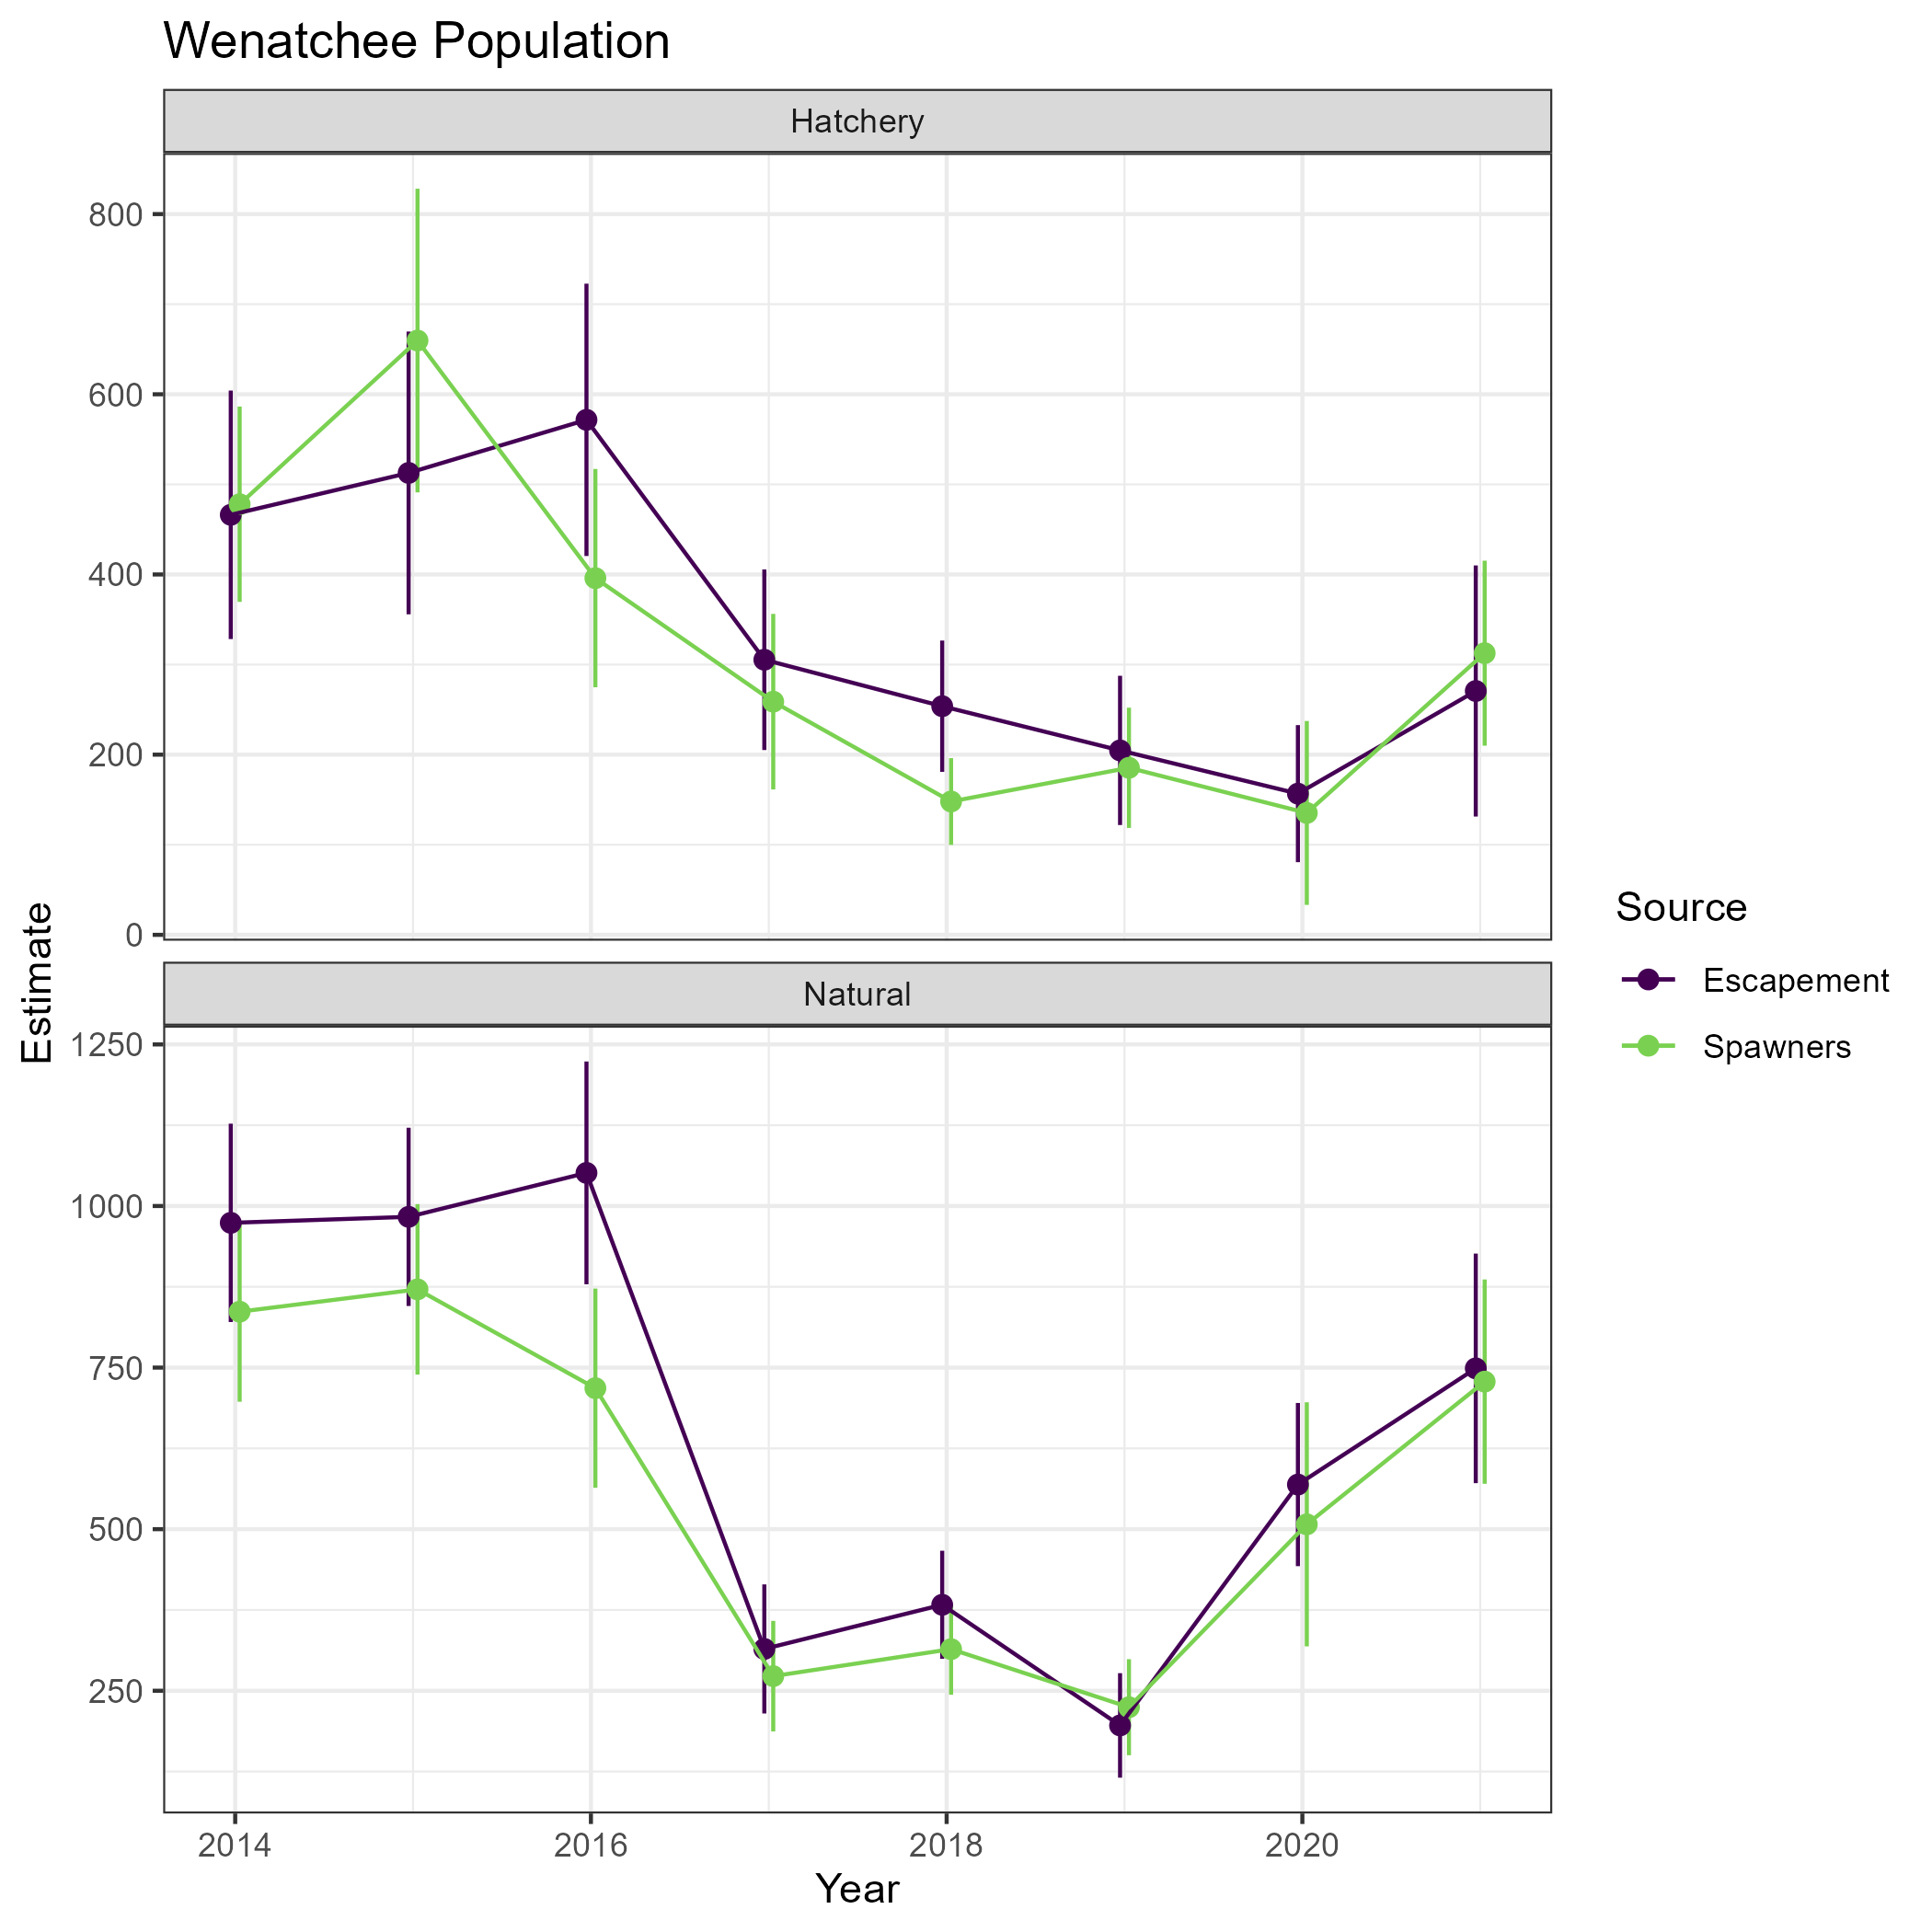 Wenatchee Population
Hatchery
800
600
400
200
0
Natural
1250
1000
750
500
250
2014 2016 2018 2020
Year
Estimate
Source
Escapement
Spawners